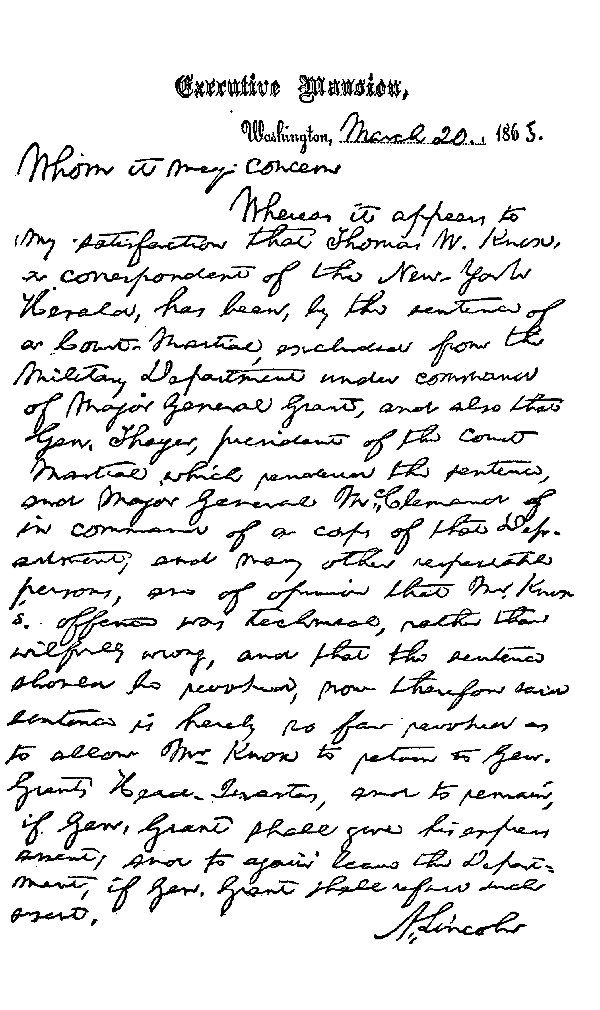 Executive Mansion,
Washington, March 20., 1865.
Whom it may concern
Whereas it appears to
my satisfaction that Thomas W. Knox,
a correspondent of the New-York
Herald, has been, by the sentence of
a Court-Martial, excluded from the
Military Department under command
of Major General Grant, and also that
Gen. Thayer, president of the Court
Martial which rendered the sentence,
and Major General McClernand of
in command of a corps of that Dep-
artment, and many other respectable
persons, are of opinion that Mr Knox
's. offence was technical, rather than
wilfully wrong, and that the sentence
should be revoked, now therefore said
sentence is hereby so far revoked as
to allow Mr Knox to return to Gen.
Grants Head-Quarters, and to remain,
if Gen. Grant shall give his express
assent; and to again leave the Depart-
ment, if Gen. Grant shall refuse such
assent.
A. Lincoln